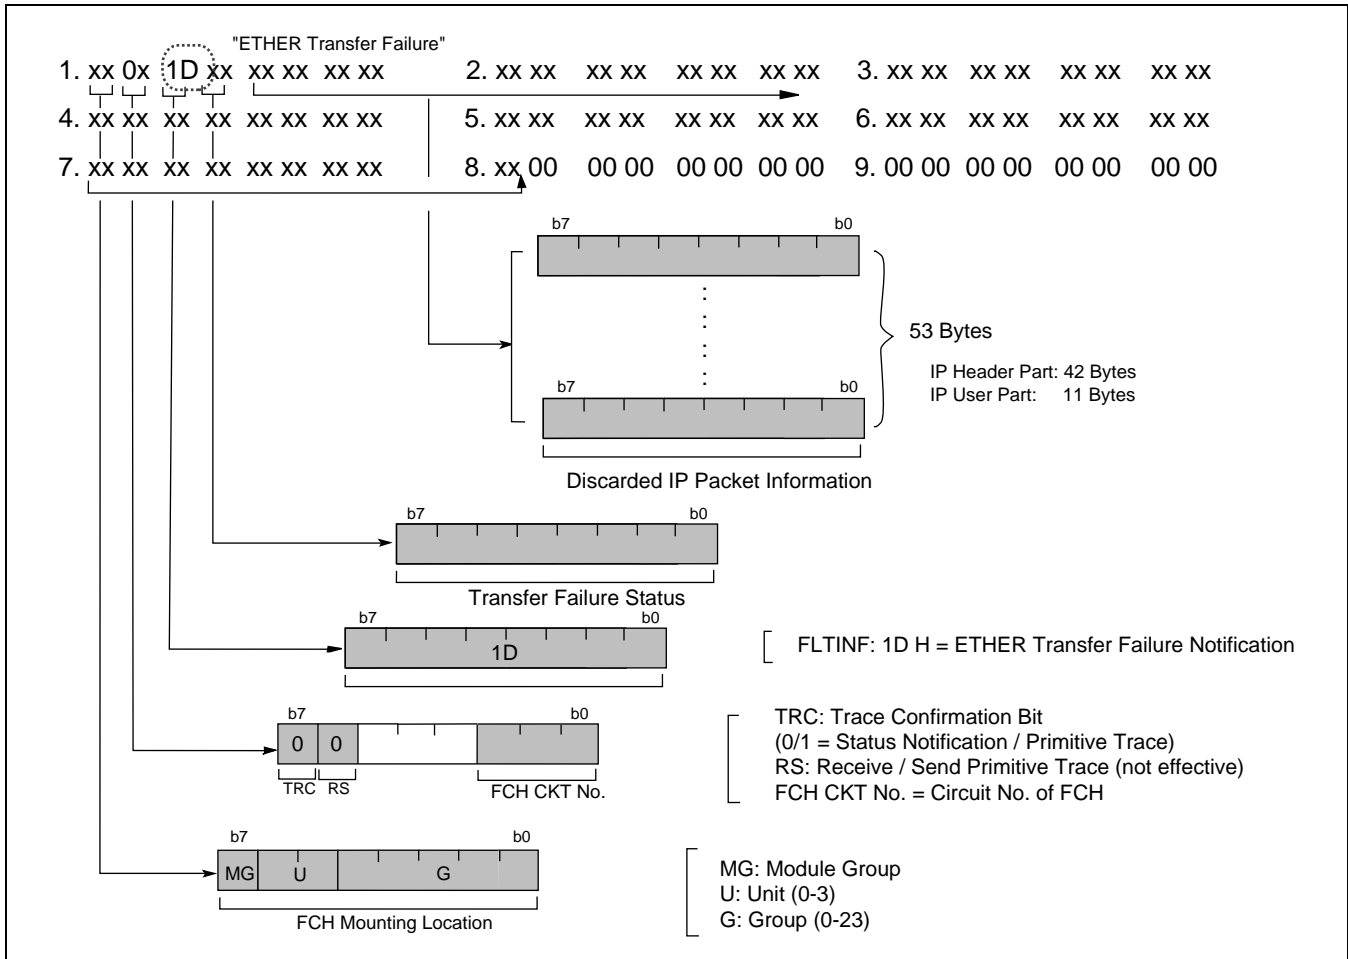 "ETHER Transfer Failure"
1. xx 0x 1D xx xx xx xx xx 2. xx xx xx xx xx xx xx xx 3. xx xx xx xx xx xx xx xx
4. xx xx xx xx xx xx xx xx 5. xx xx xx xx xx xx xx xx 6. xx xx xx xx xx xx xx xx
7. xx xx xx xx xx xx xx xx 8. xx 00 00 00 00 00 00 00 9. 00 00 00 00 00 00 00 00
b7 b0
53 Bytes
IP Header Part: 42 Bytes
IP User Part: 11 Bytes
b7 b0
Discarded IP Packet Information
b7 b0
Transfer Failure Status
b7 b0
1D
FLTINF: 1D H = ETHER Transfer Failure Notification
b7 b0
0 0
TRC RS FCH CKT No.
TRC: Trace Confirmation Bit
(0/1 = Status Notification / Primitive Trace)
RS: Receive / Send Primitive Trace (not effective)
FCH CKT No. = Circuit No. of FCH
b7 b0
MG U G
FCH Mounting Location
MG: Module Group
U: Unit (0-3)
G: Group (0-23)